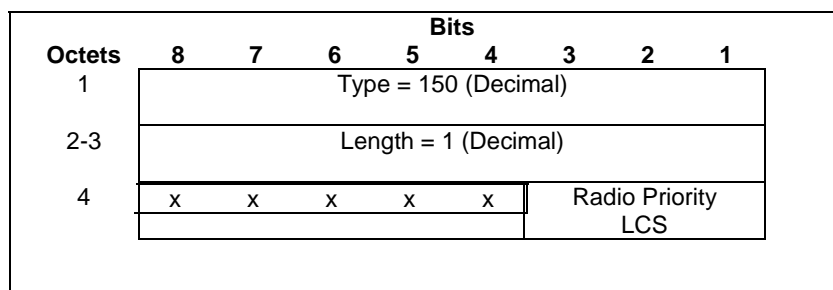 Bits
Octets 8 7 6 5 4 3 2 1
1 Type = 150 (Decimal)
2-3 Length = 1 (Decimal)
4 x x x x x Radio Priority
LCS